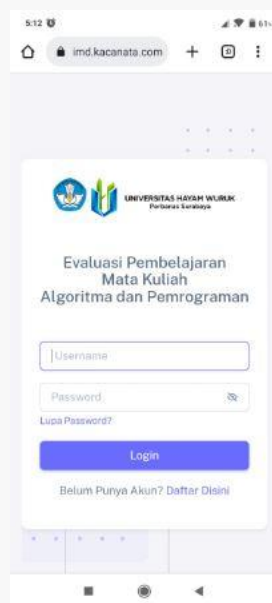 5:12
61%
imd.kacanata.com
UNIVERSITAS HAYAM WURUK
Perbanas Surabaya
Evaluasi Pembelajaran
Mata Kuliah
Algoritma dan Pemrograman
Username
Password
Lupa Password?
Login
Belum Punya Akun? Daftar Disini